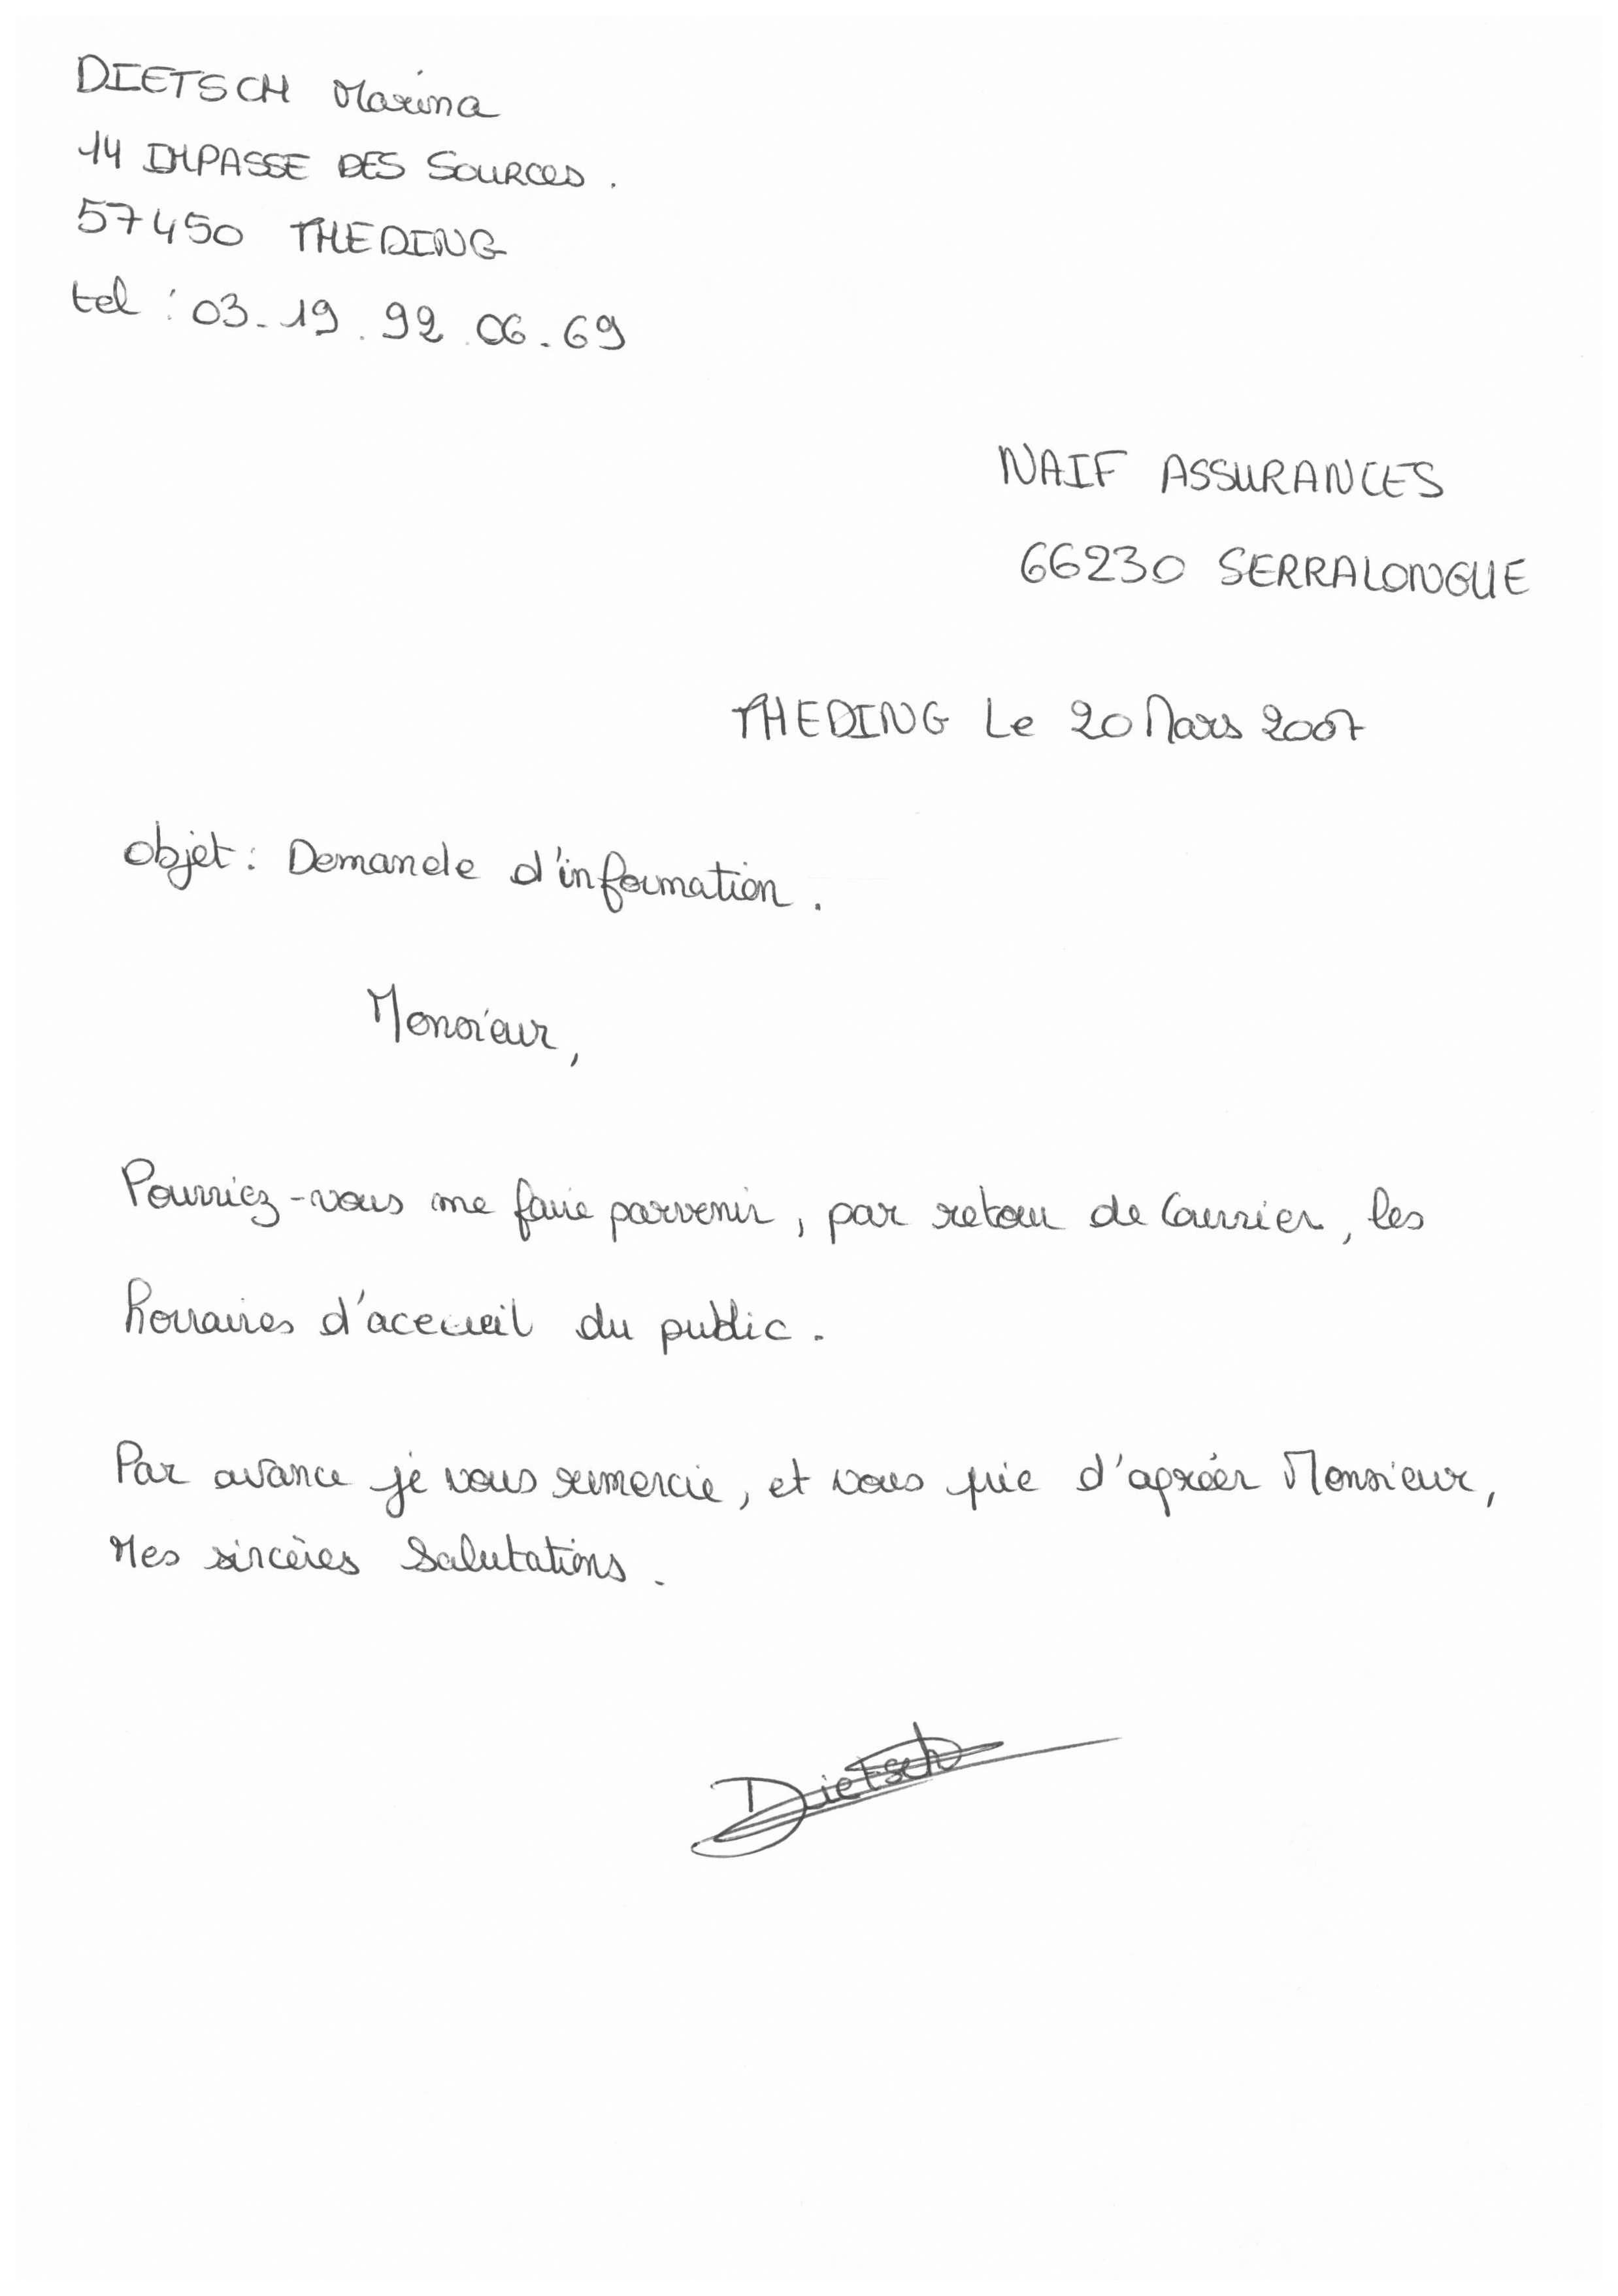 DIETSCH Marina
14 IMPASSE DES SOURCES.
57450 THEDING
tel : 03.19.92.06.69
NAIF ASSURANCES
66230 SERRALONGUE
THEDING Le 20 Mars 2007
objet : Demande d'information.
Monsieur,
Pourriez-vous me faire parvenir, par retour de Courrier, les
horraires d'acceuil du public.
Par avance je vous remercie, et vous prie d'agréer Monsieur,
Mes sincères Salutations.
Dietsch